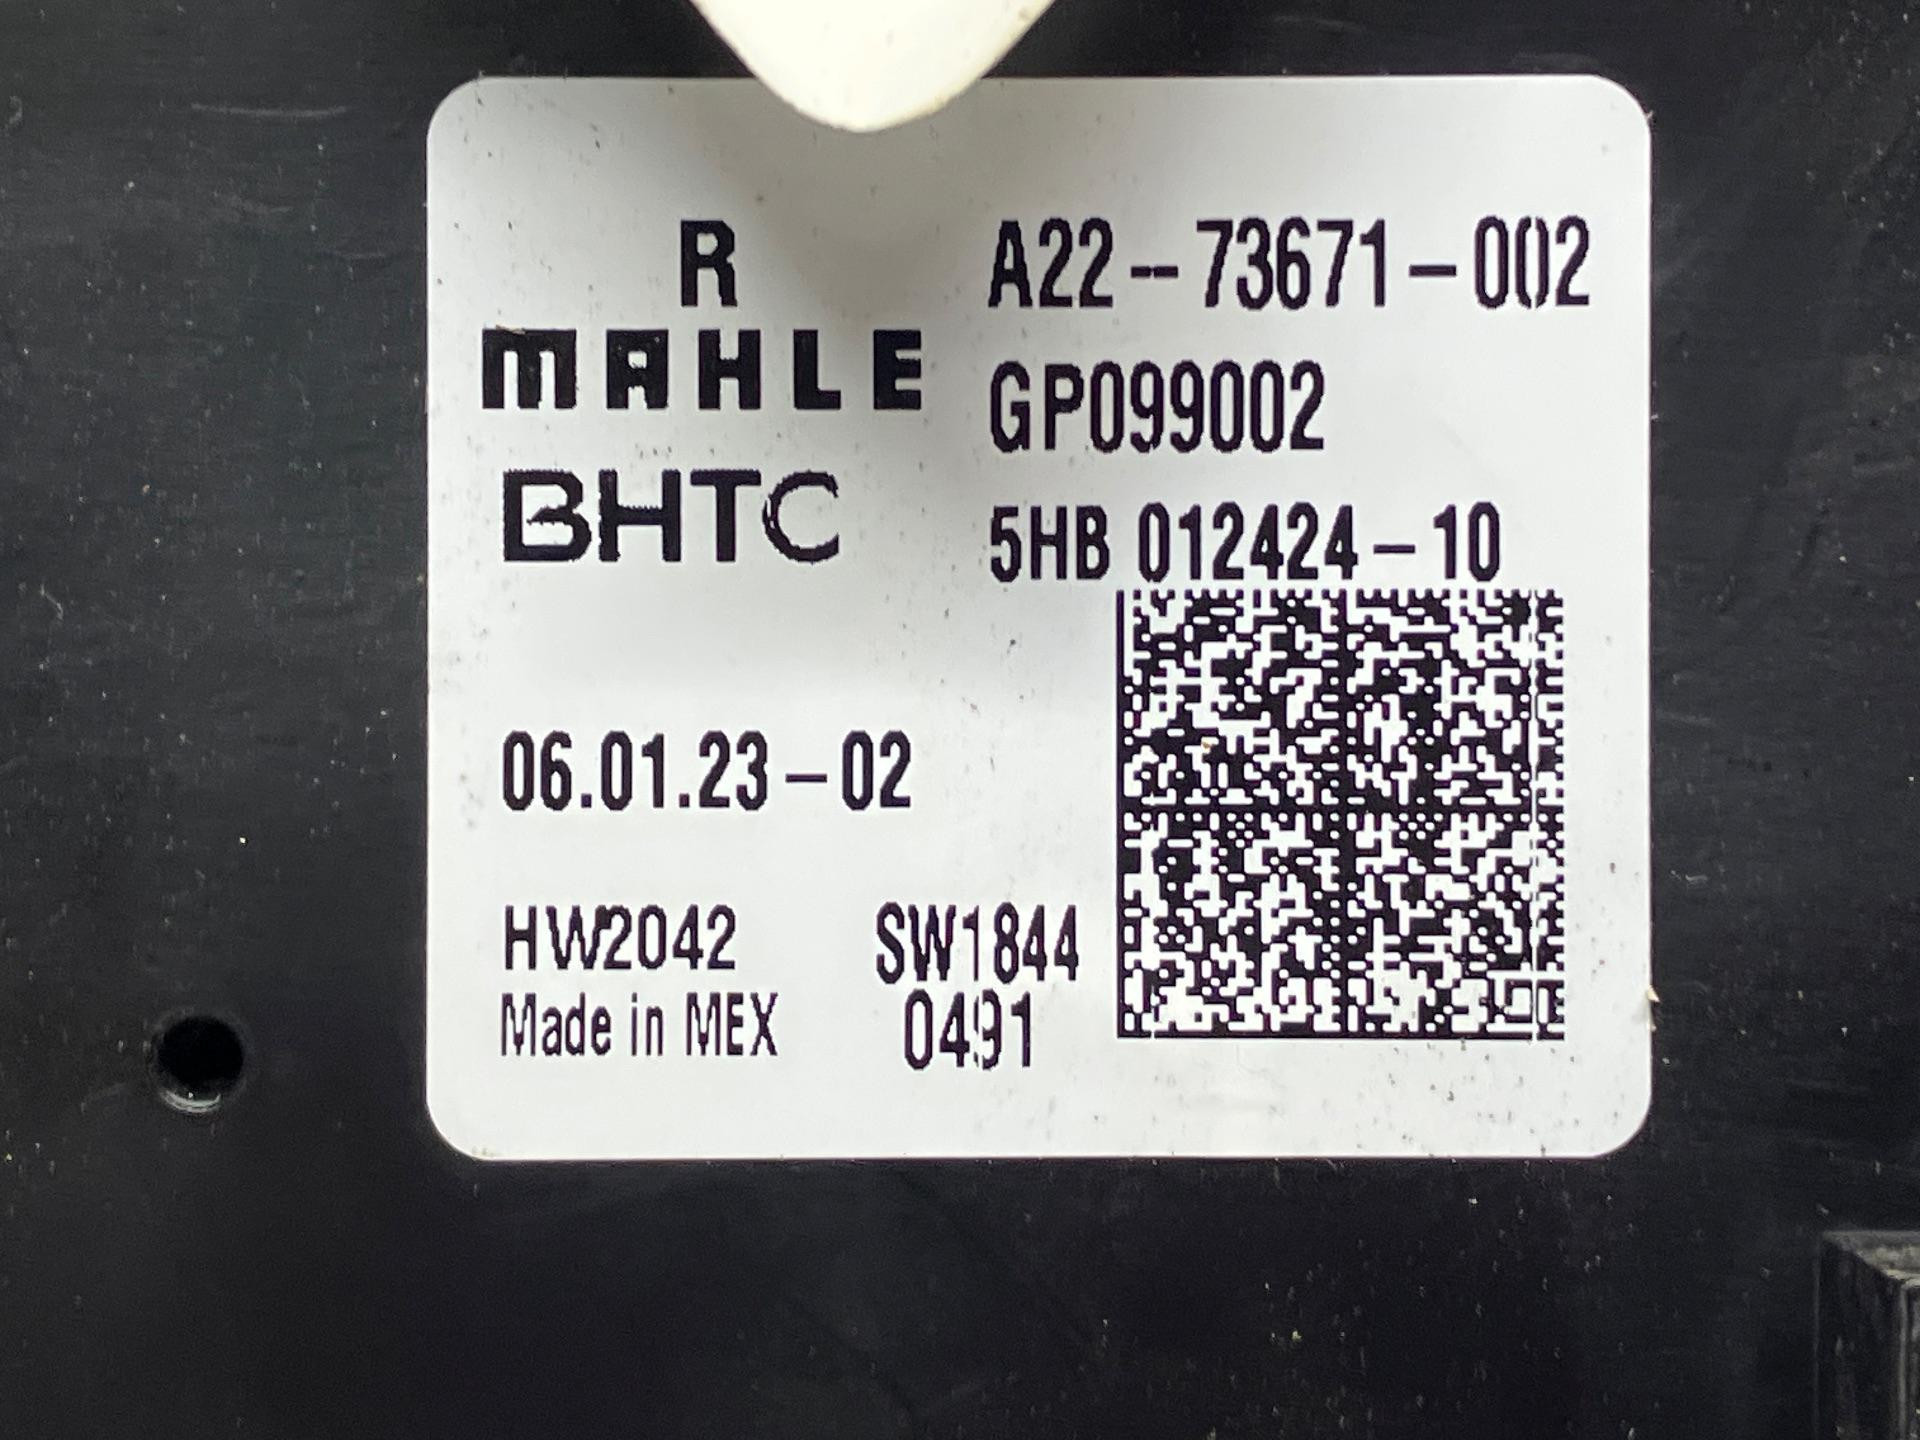 R
MAHLE
BHTC
A22-73671-002
GP099002
5HB 012424-10
06.01.23-02
HW2042
SW1844
Made in MEX
0491